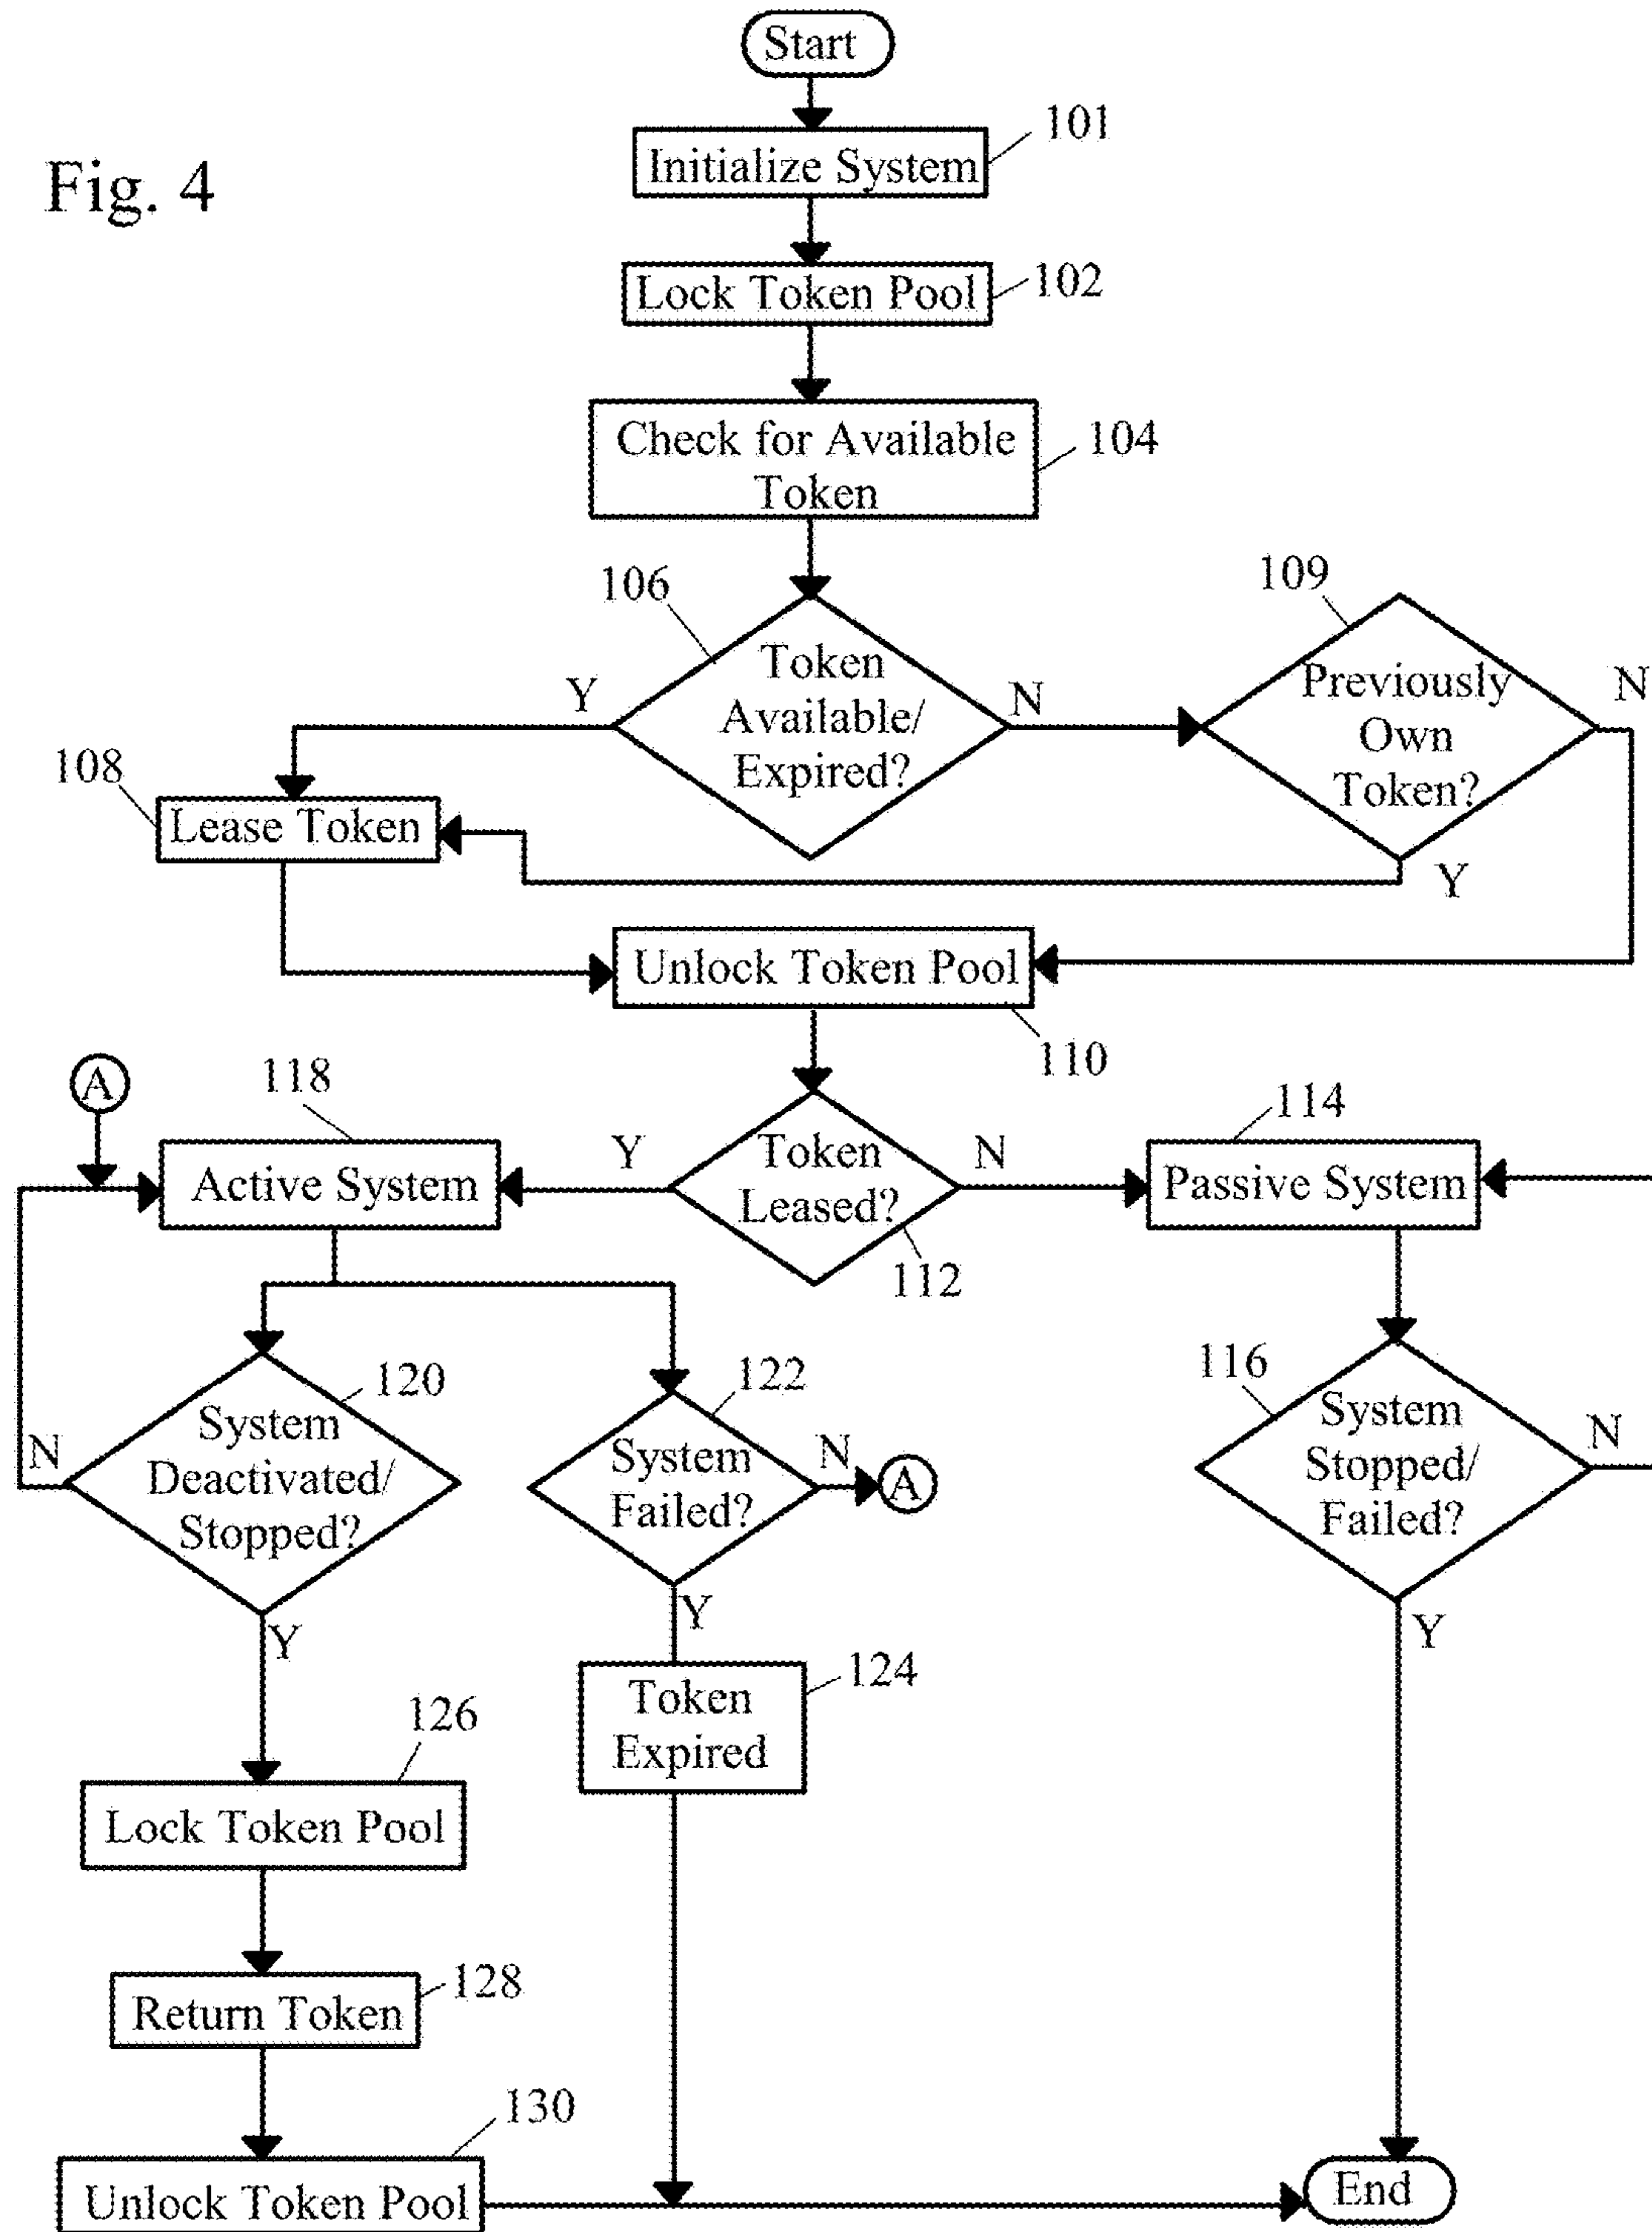 Start
Fig. 4
101
Initialize System
Lock Token Pool
102
Check for Available
Token
104
106
109
Token
Available/
Expired?
Y
N
Previously
Own
Token?
N
Y
108
Lease Token
Unlock Token Pool
110
A
118
Active System
Y
Token
Leased?
N
112
114
Passive System
120
System
Deactivated/
Stopped?
N
Y
122
System
Failed?
N
A
Y
116
System
Stopped/
Failed?
N
Y
124
Token
Expired
126
Lock Token Pool
Return Token
128
130
Unlock Token Pool
End